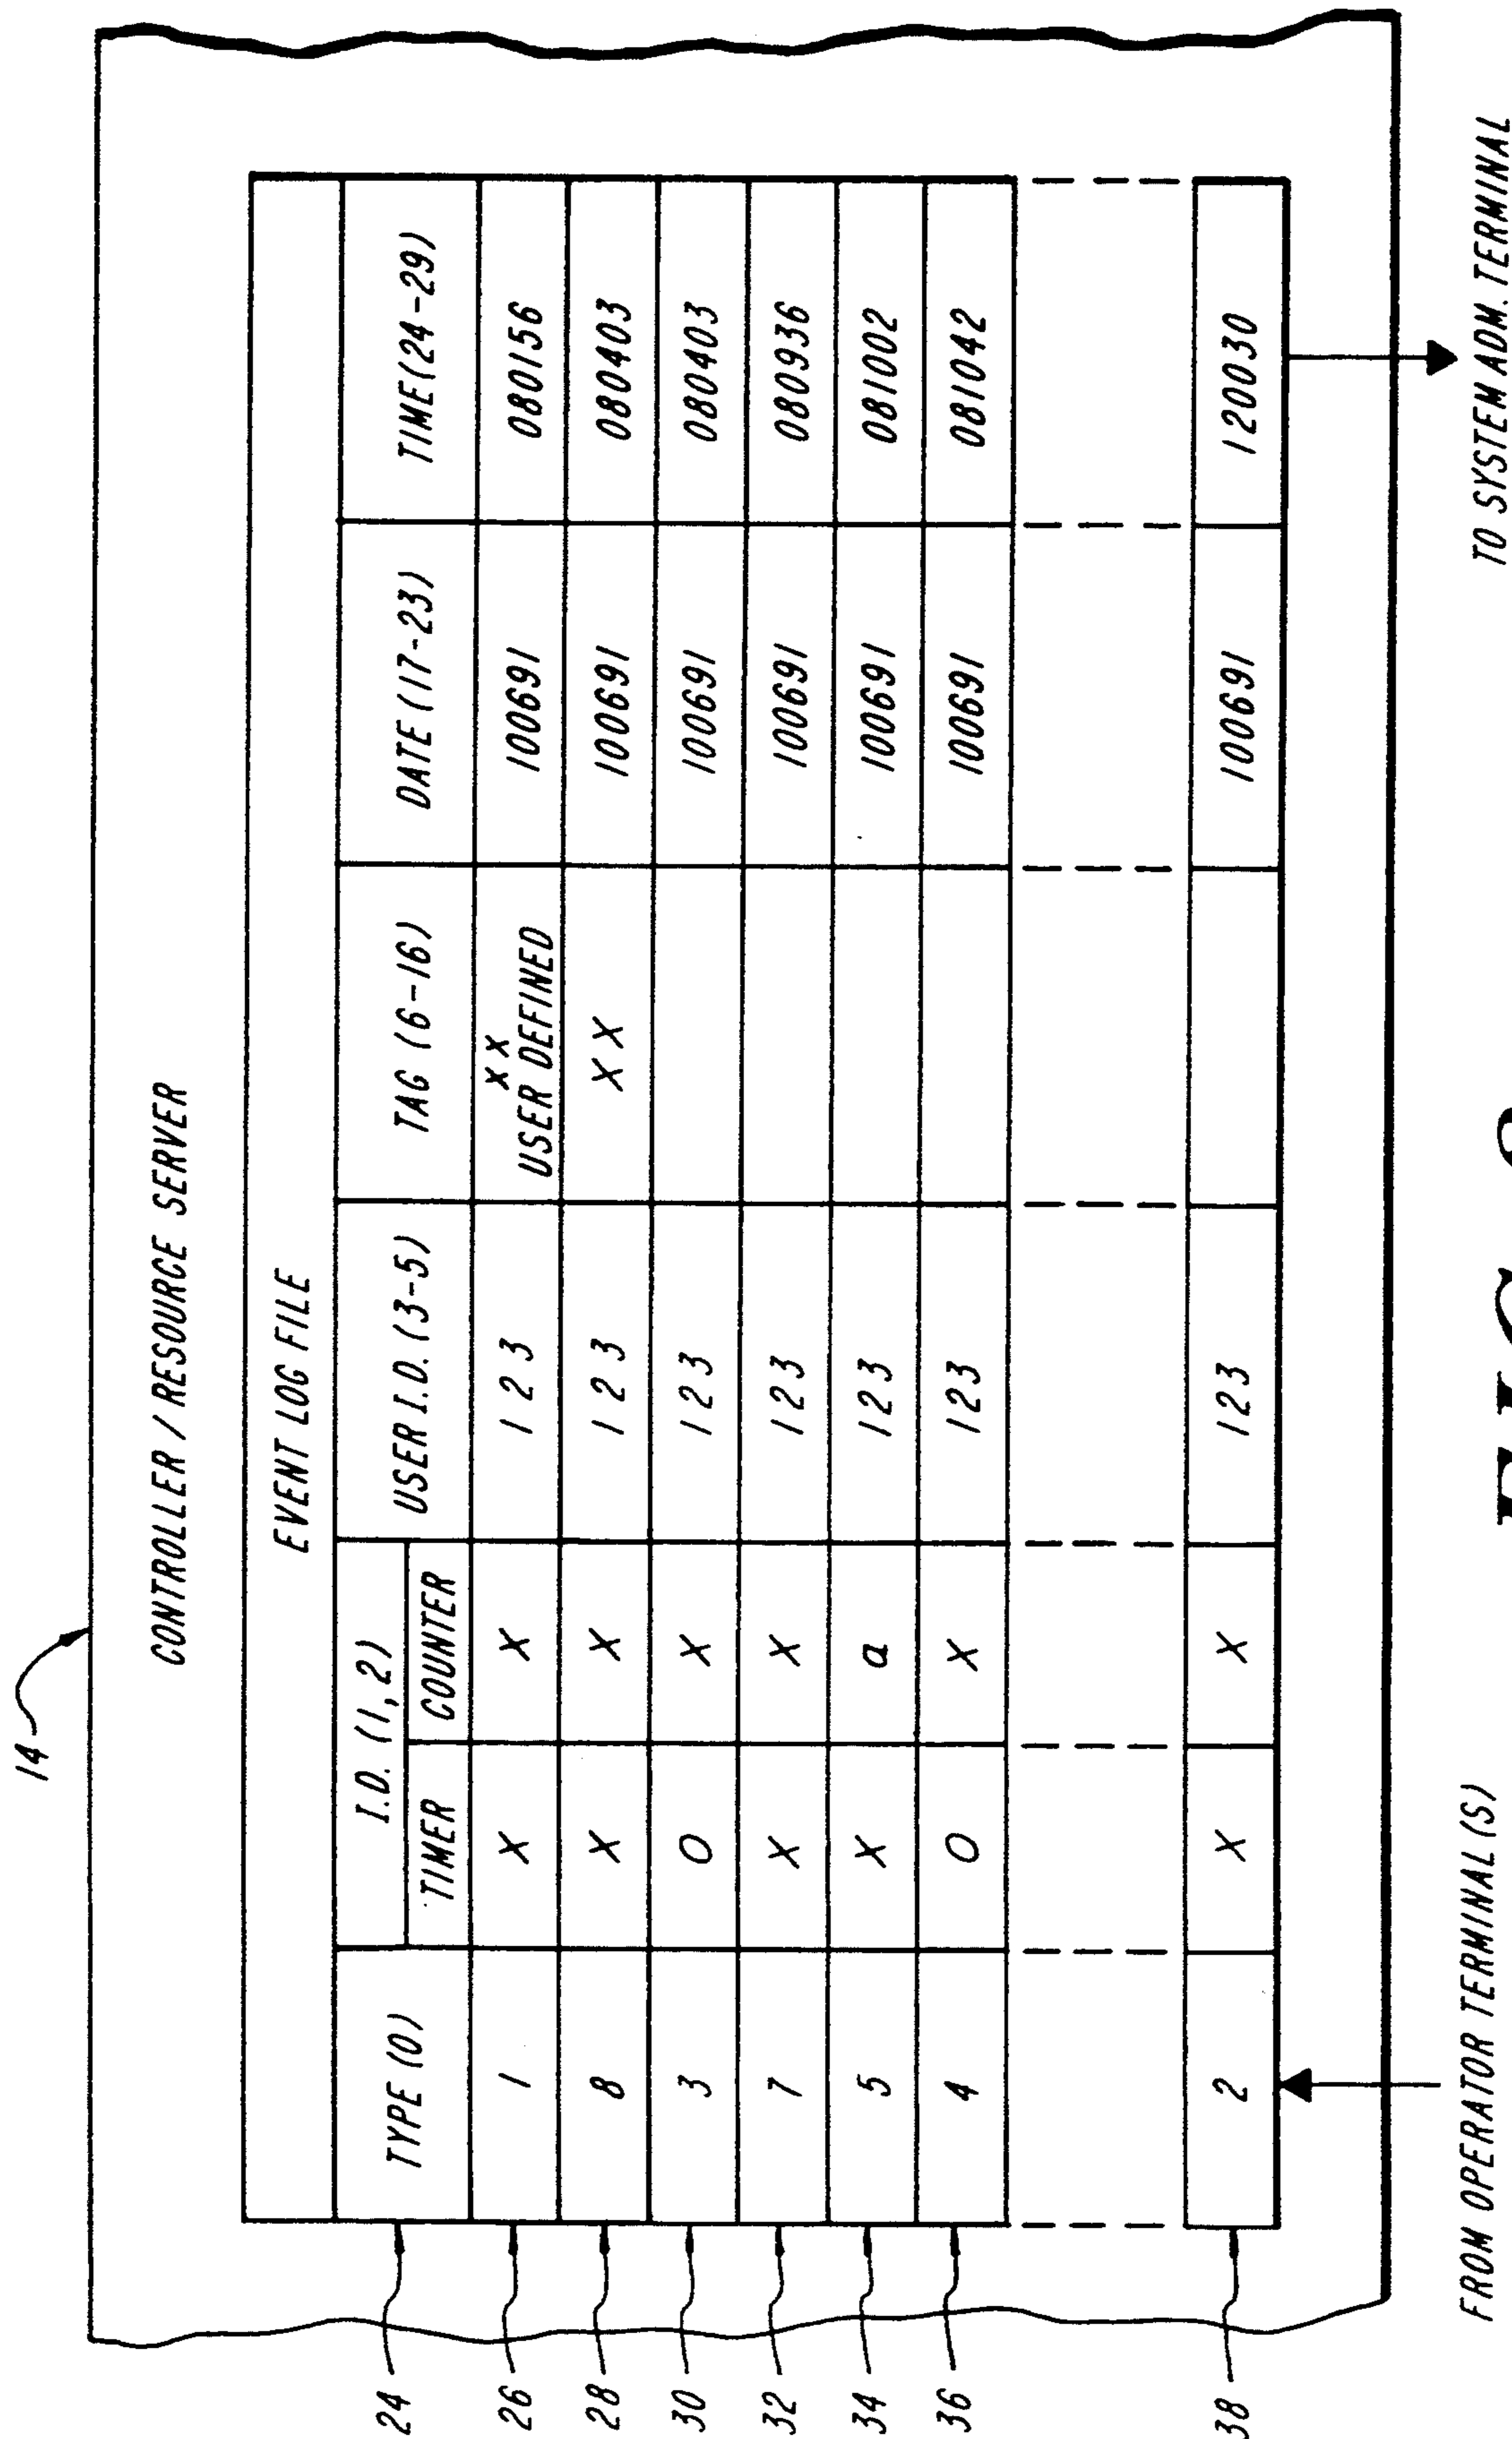 14
CONTROLLER / RESOURCE SERVER
EVENT LOG FILE
24 TYPE (0) I.D. (1,2) TIMER COUNTER USER I.D. (3-5) TAG (6-16) DATE (17-23) TIME (24-29)
26 1 X X 123 XX USER DEFINED 100691 080156
28 8 X X 123 XX 100691 080403
30 3 0 X 123 100691 080403
32 7 X X 123 100691 080936
34 5 X a 123 100691 081002
36 4 0 X 123 100691 081042
38 2 X X 123 100691 120030
FROM OPERATOR TERMINAL (S)
TO SYSTEM ADM. TERMINAL